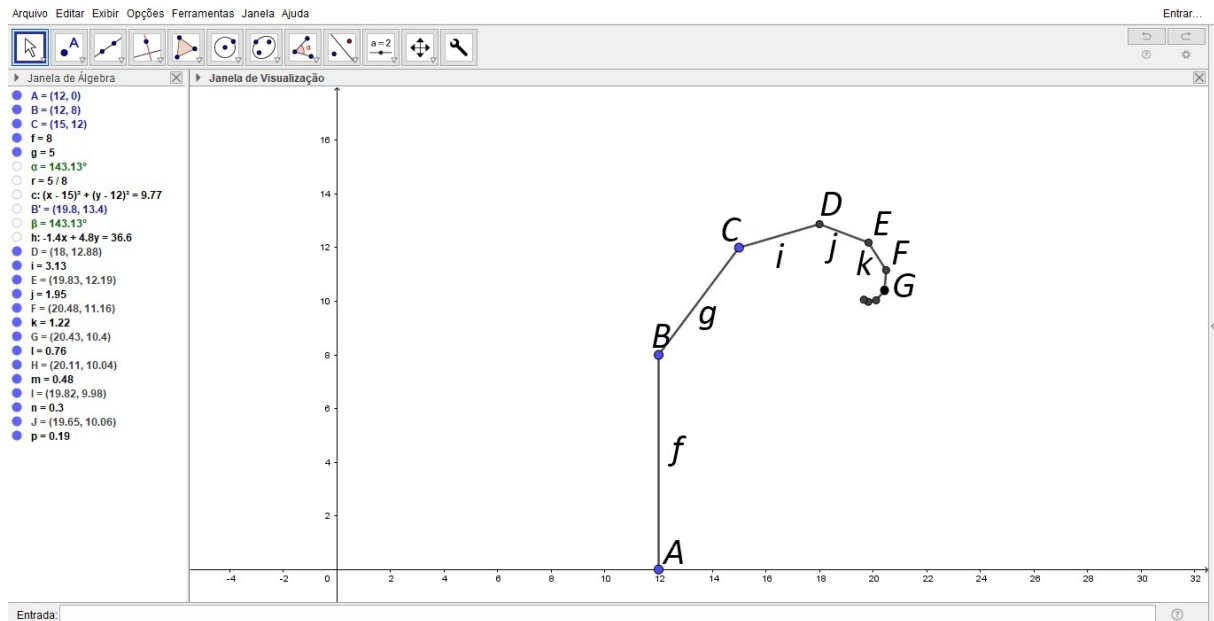 Arquivo Editar Exibir Opções Ferramentas Janela Ajuda
Entrar...
A
α
a=2
Janela de Álgebra
Janela de Visualização
A = (12, 0)
B = (12, 8)
C = (15, 12)
f = 8
g = 5
α = 143.13°
r = 5 / 8
c: (x - 15)² + (y - 12)² = 9.77
B' = (19.8, 13.4)
β = 143.13°
h: -1.4x + 4.8y = 36.6
D = (18, 12.88)
i = 3.13
E = (19.83, 12.19)
j = 1.95
F = (20.48, 11.16)
k = 1.22
G = (20.43, 10.4)
l = 0.76
H = (20.11, 10.04)
m = 0.48
I = (19.82, 9.98)
n = 0.3
J = (19.65, 10.06)
p = 0.19
16
14
12
10
8
6
4
2
D
C
E
i
j
k
F
G
g
B
f
A
-4 -2 0 2 4 6 8 10 12 14 16 18 20 22 24 26 28 30 32
Entrada: